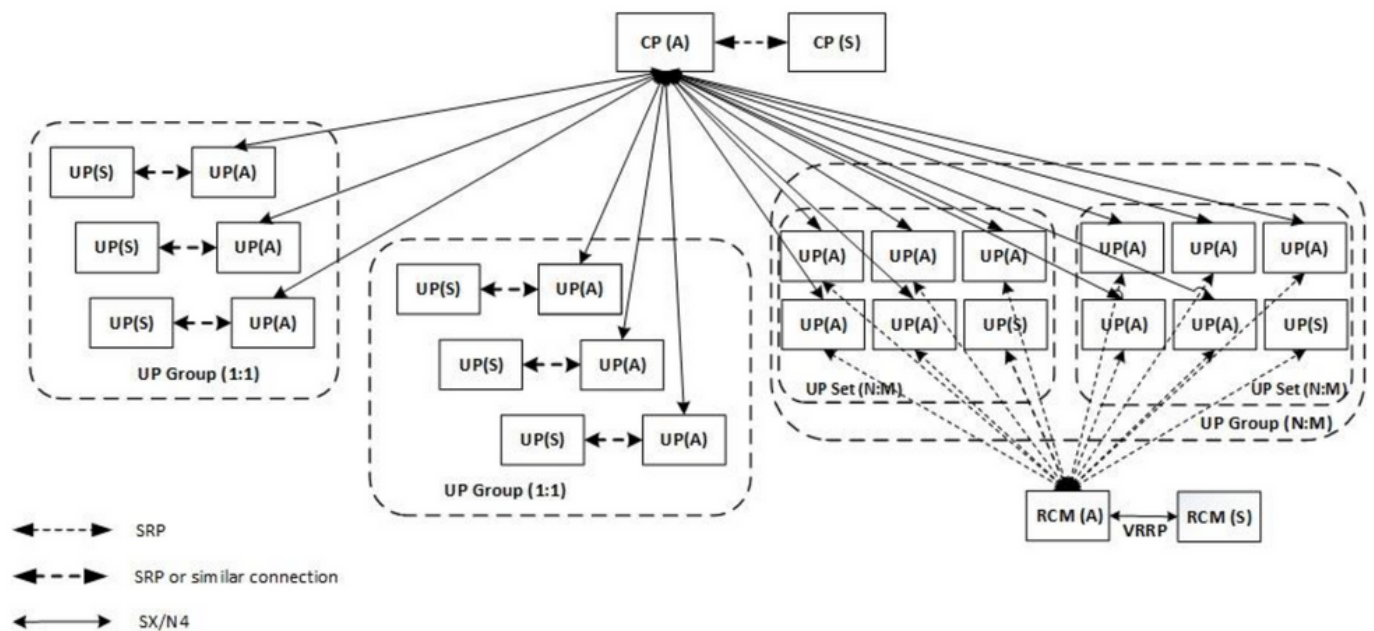 CP (A)
CP (S)
UP(S)
UP(A)
UP(S)
UP(A)
UP(S)
UP(A)
UP Group (1:1)
UP(S)
UP(A)
UP(S)
UP(A)
UP(S)
UP(A)
UP Group (1:1)
UP(A)
UP(A)
UP(A)
UP(A)
UP(A)
UP(S)
UP Set (N:M)
UP(A)
UP(A)
UP(A)
UP(A)
UP(A)
UP(S)
UP Set (N:M)
UP Group (N:M)
RCM (A)
VRRP
RCM (S)
SRP
SRP or similar connection
SX/N4